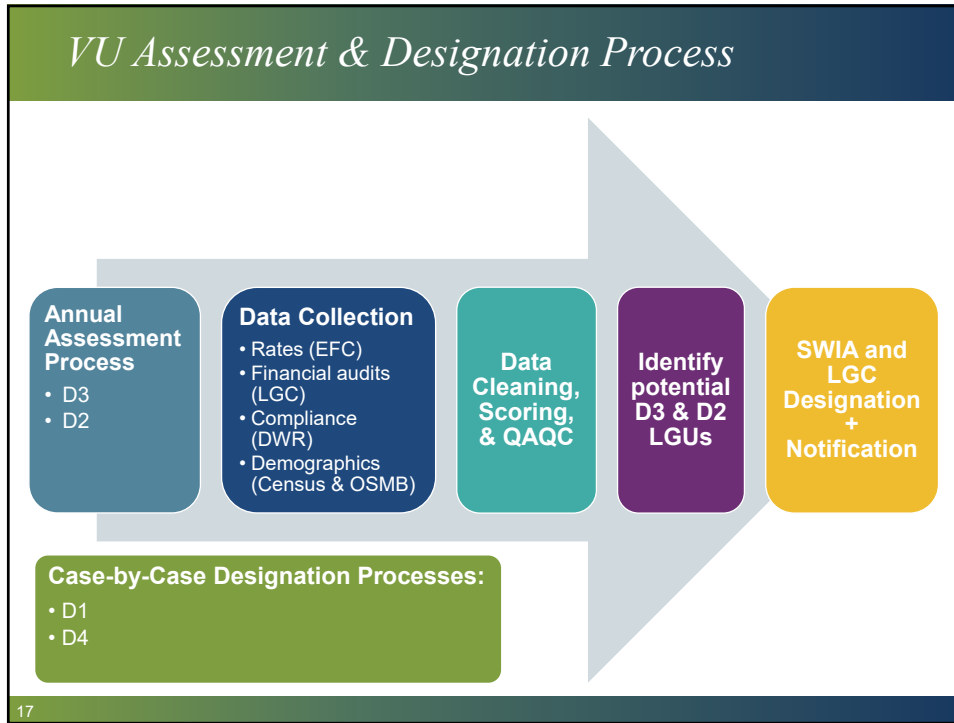 VU Assessment & Designation Process
Annual
Assessment
Process
• D3
• D2
Data Collection
• Rates (EFC)
• Financial audits
(LGC)
• Compliance
(DWR)
• Demographics
(Census & OSMB)
Data
Cleaning,
Scoring,
& QAQC
Identify
potential
D3 & D2
LGUs
SWIA and
LGC
Designation
+
Notification
Case-by-Case Designation Processes:
• D1
• D4
17